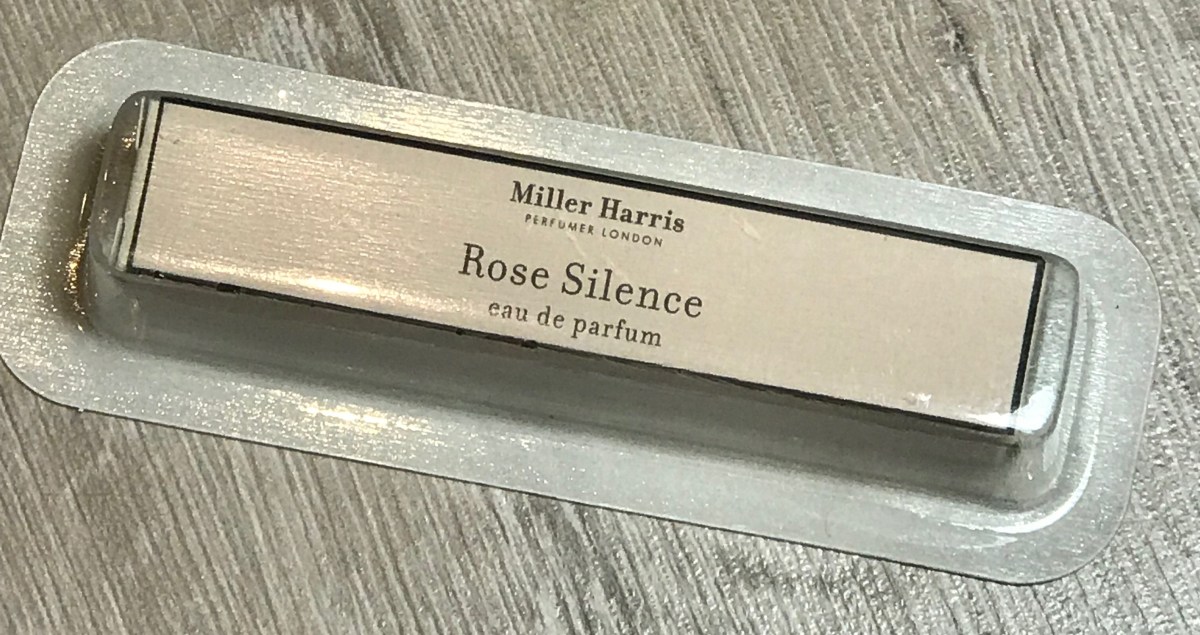 Miller Harris
PERFUMER LONDON
Rose Silence
eau de parfum